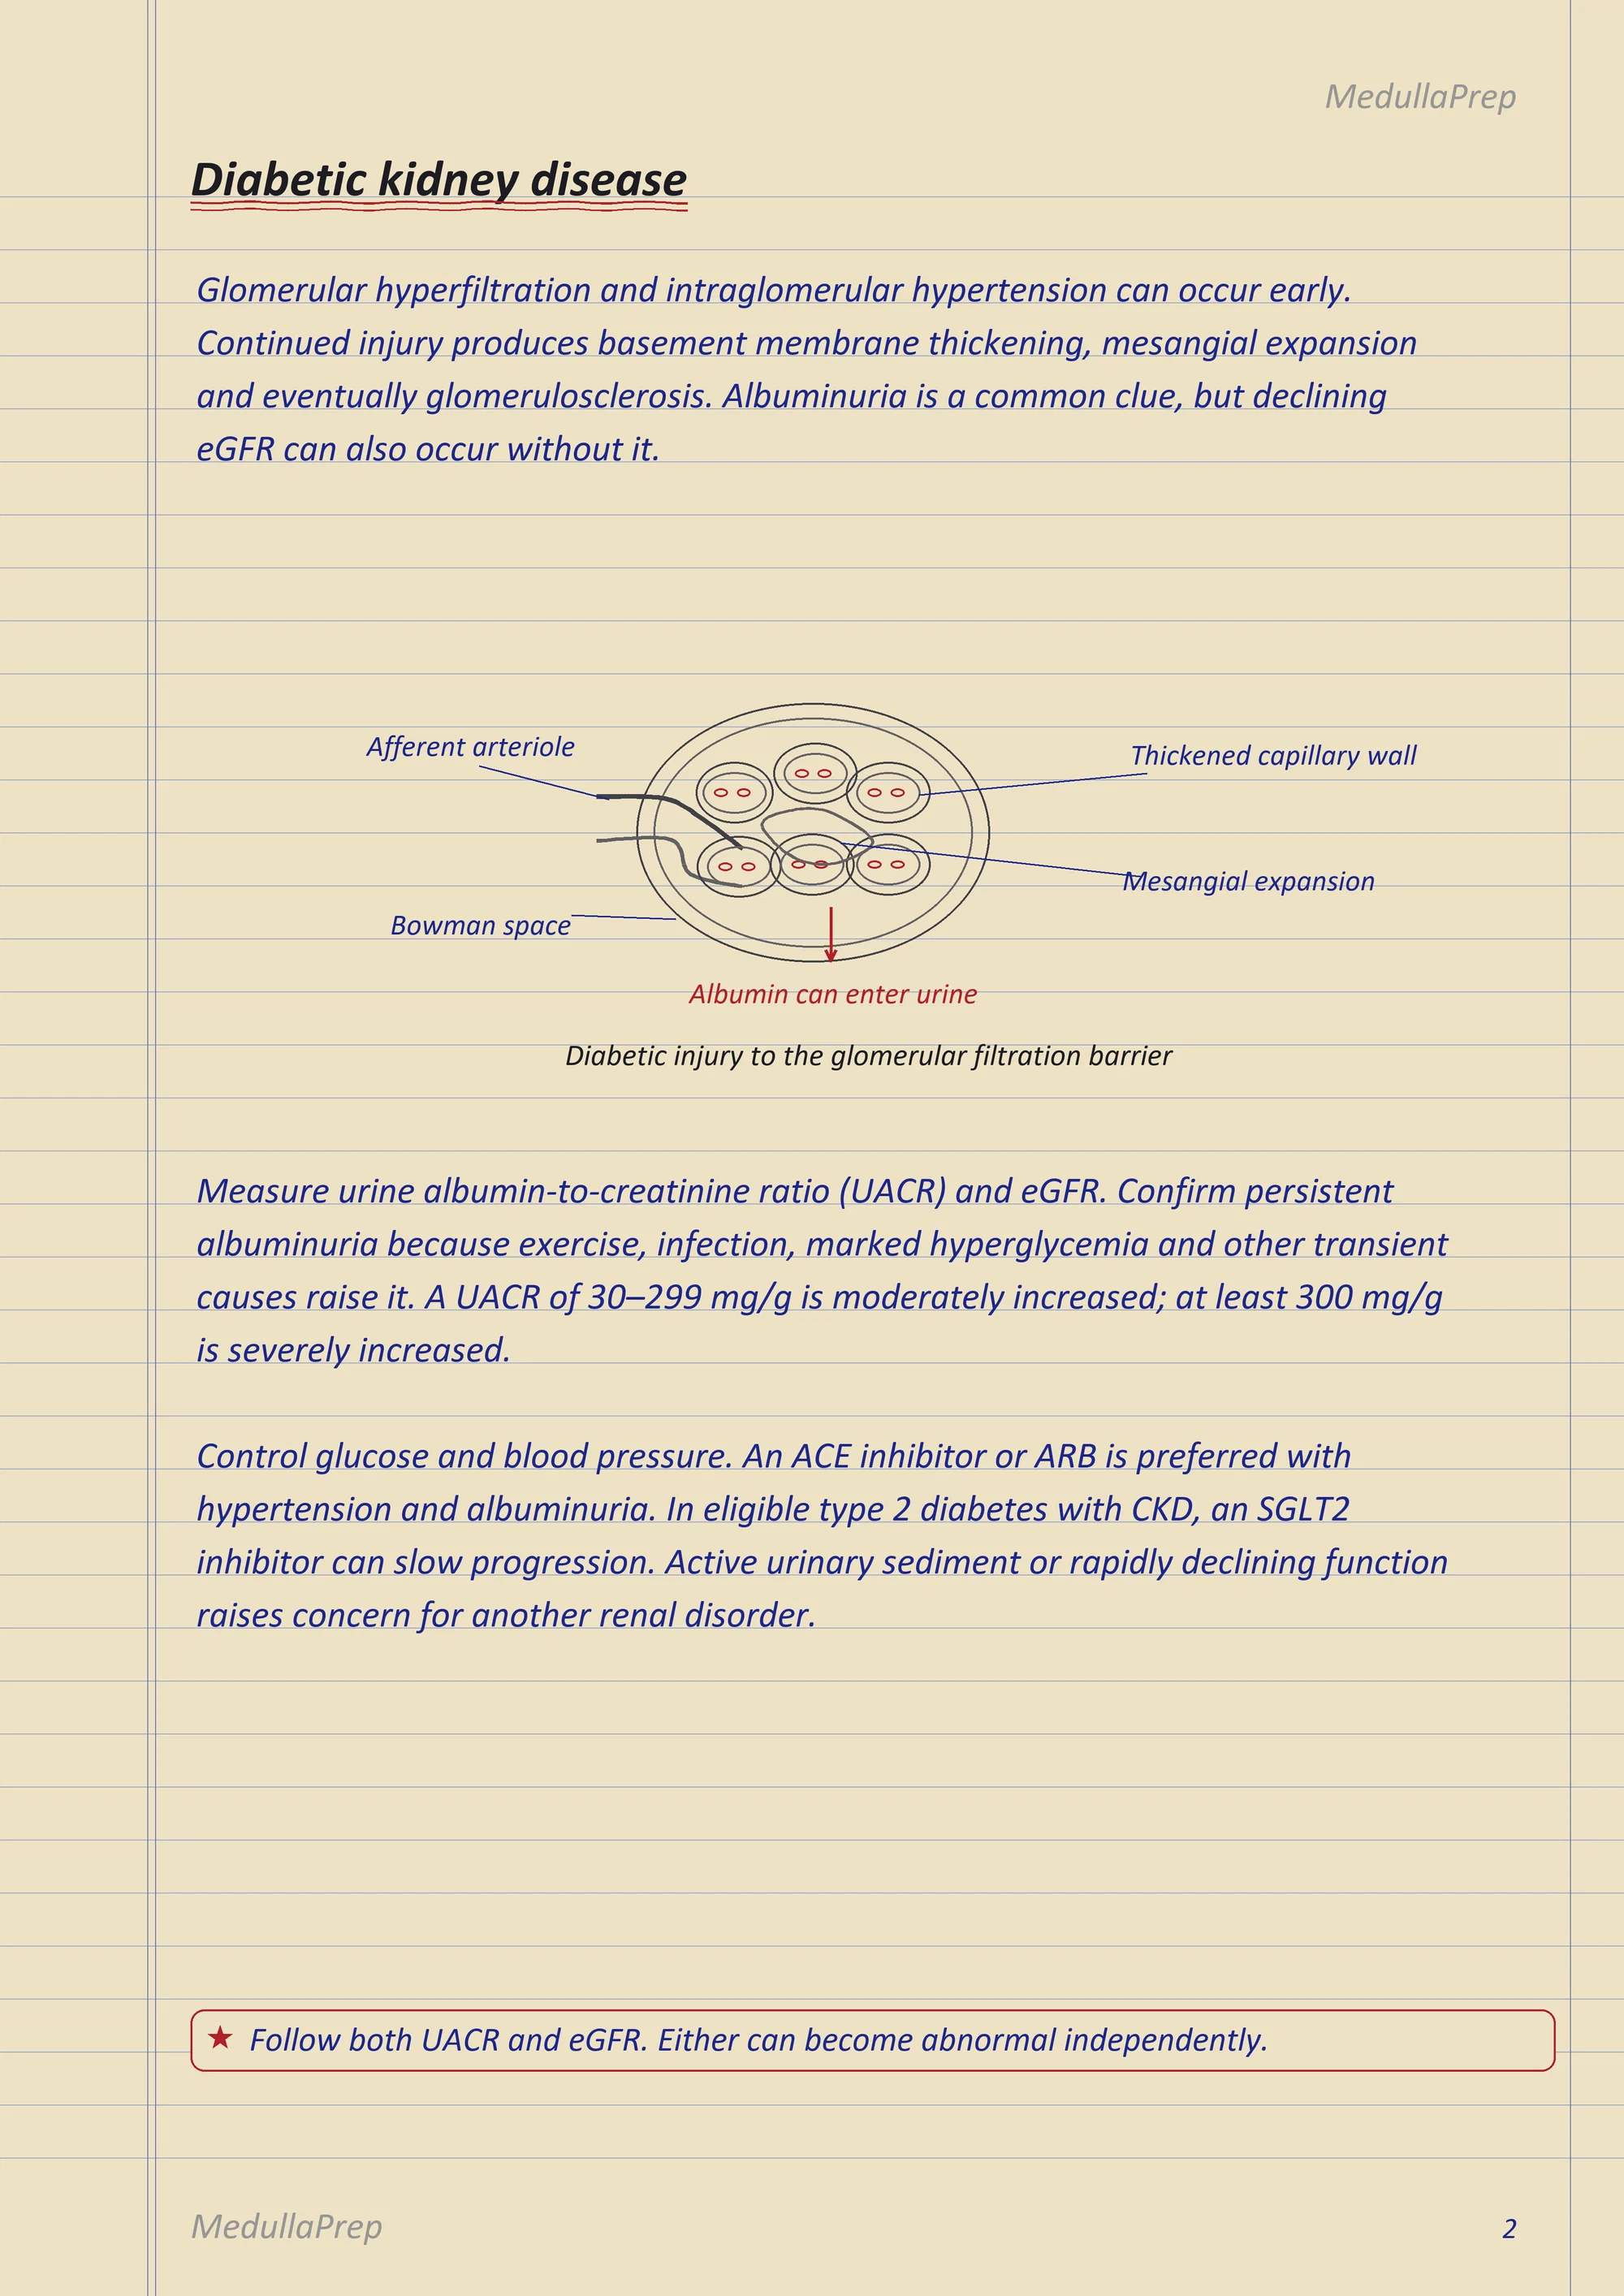 MedullaPrep
Diabetic kidney disease
Glomerular hyperfiltration and intraglomerular hypertension can occur early.
Continued injury produces basement membrane thickening, mesangial expansion
and eventually glomerulosclerosis. Albuminuria is a common clue, but declining
eGFR can also occur without it.
Afferent arteriole
Thickened capillary wall
Mesangial expansion
Bowman space
Albumin can enter urine
Diabetic injury to the glomerular filtration barrier
Measure urine albumin-to-creatinine ratio (UACR) and eGFR. Confirm persistent
albuminuria because exercise, infection, marked hyperglycemia and other transient
causes raise it. A UACR of 30–299 mg/g is moderately increased; at least 300 mg/g
is severely increased.
Control glucose and blood pressure. An ACE inhibitor or ARB is preferred with
hypertension and albuminuria. In eligible type 2 diabetes with CKD, an SGLT2
inhibitor can slow progression. Active urinary sediment or rapidly declining function
raises concern for another renal disorder.
★ Follow both UACR and eGFR. Either can become abnormal independently.
MedullaPrep
2